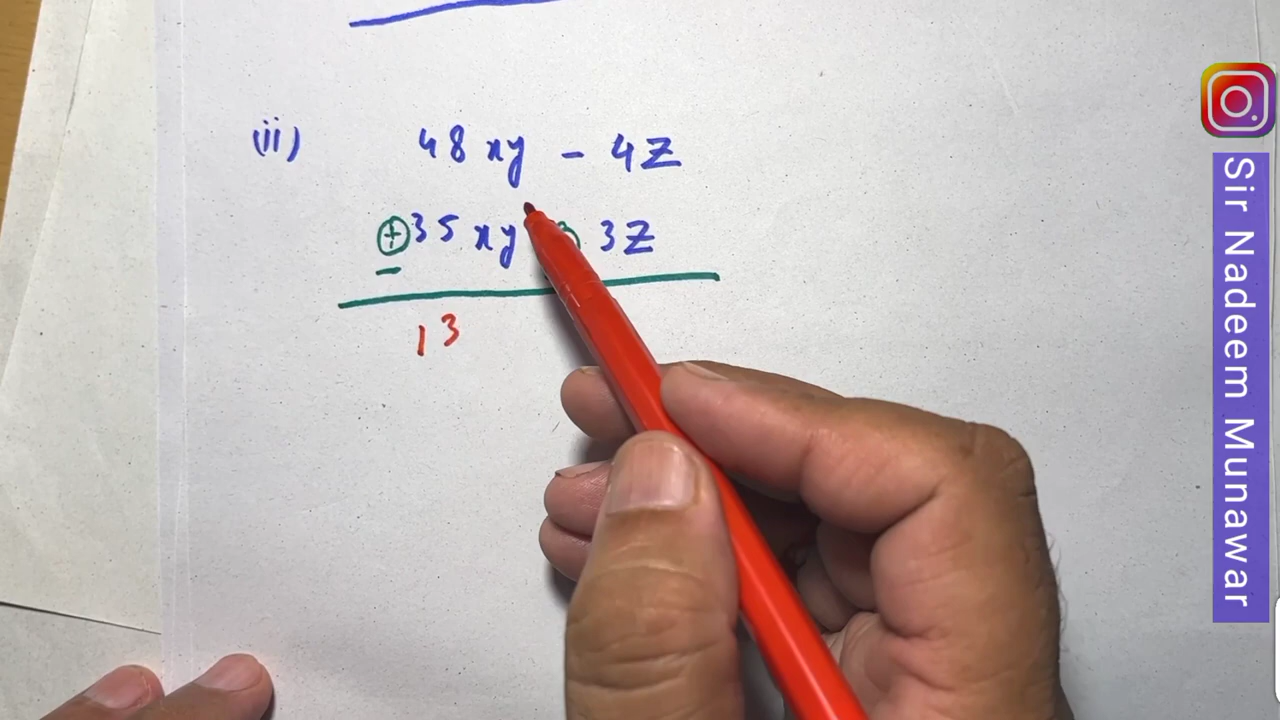 (ii) 48xy - 4z
⊕35xy 3z
-
13
Sir Nadeem Munawar